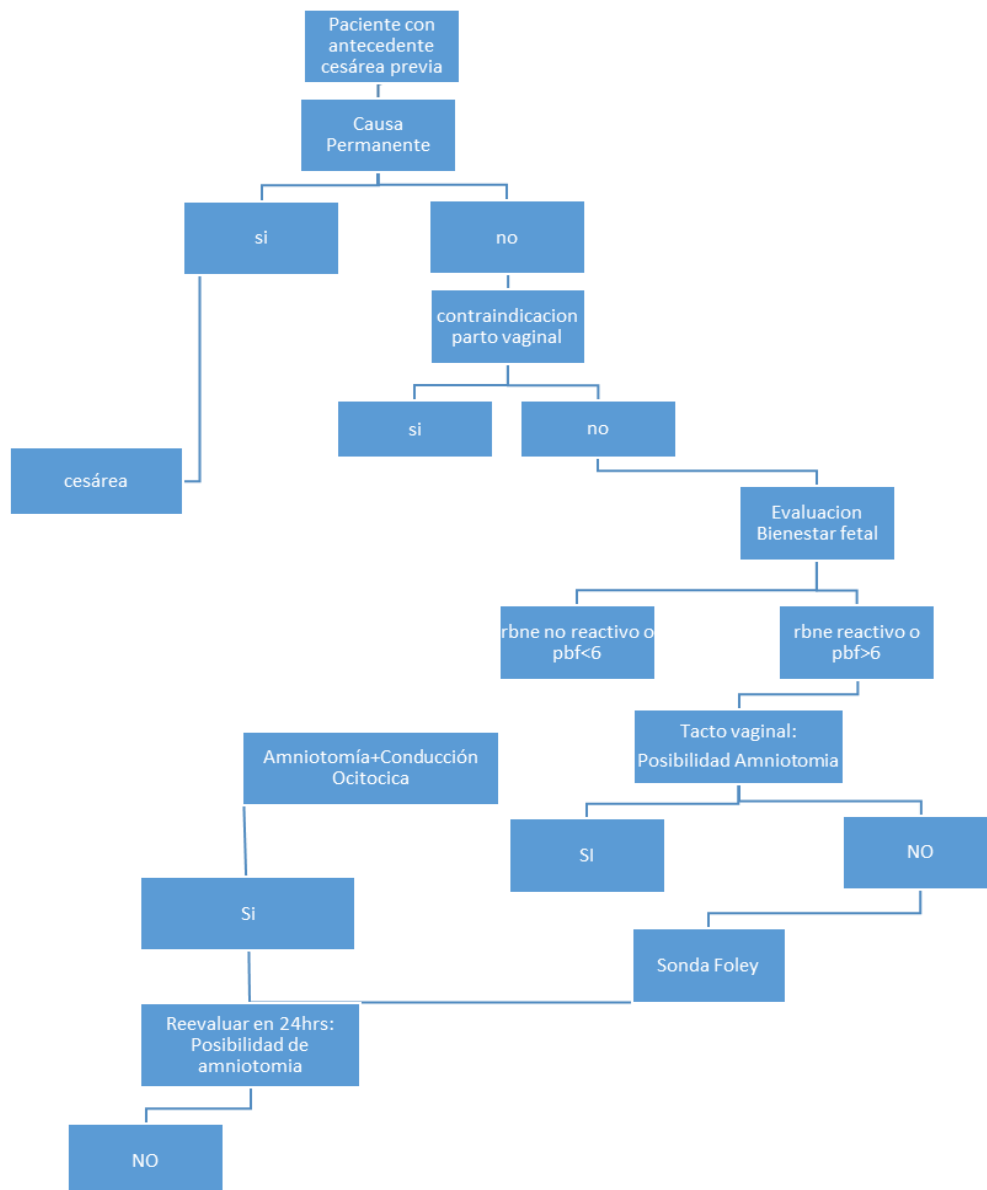 Paciente con
antecedente
cesárea previa
Causa
Permanente
si
no
contraindicacion
parto vaginal
si
no
cesárea
Evaluacion
Bienestar fetal
rbne no reactivo o
pbf<6
rbne reactivo o
pbf>6
Tacto vaginal:
Posibilidad Amniotomia
Amniotomía+Conducción
Ocitocica
SI
NO
Si
Sonda Foley
Reevaluar en 24hrs:
Posibilidad de
amniotomia
NO